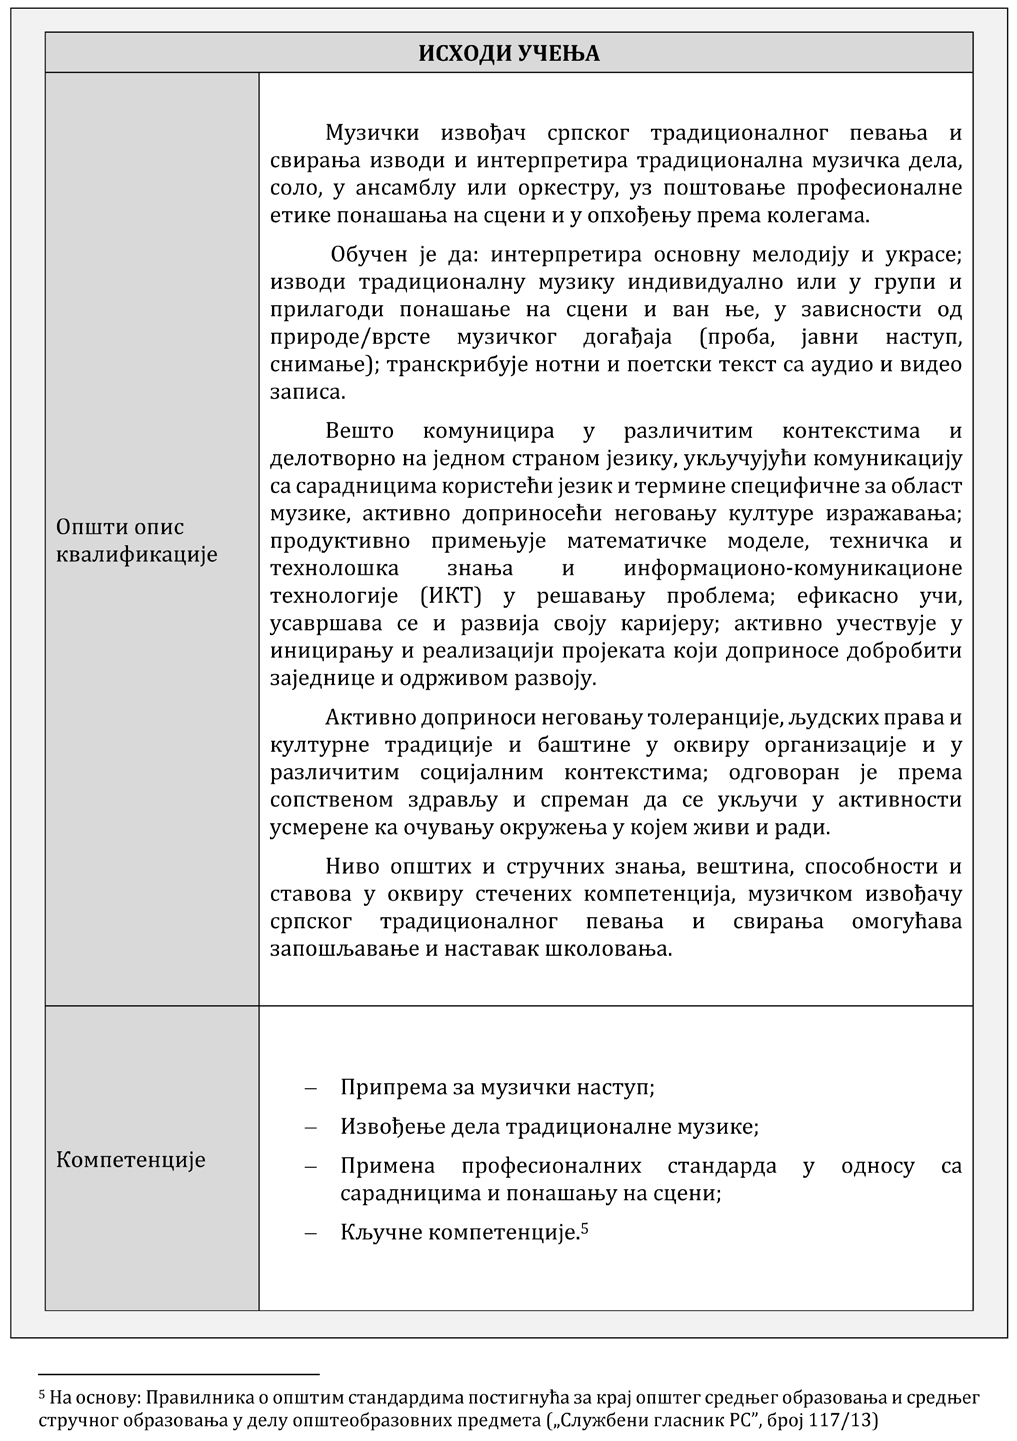 ИСХОДИ УЧЕЊА
Општи опис
квалификације
Музички извођач српског традиционалног певања и
свирања изводи и интерпретира традиционална музичка дела,
соло, у ансамблу или оркестру, уз поштовање професионалне
етике понашања на сцени и у опхођењу према колегама.
Обучен је да: интерпретира основну мелодију и украсе;
изводи традиционалну музику индивидуално или у групи и
прилагоди понашање на сцени и ван ње, у зависности од
природе/врсте музичког догађаја (проба, јавни наступ,
снимање); транскрибује нотни и поетски текст са аудио и видео
записа.
Вешто комуницира у различитим контекстима и
делотворно на једном страном језику, укључујући комуникацију
са сарадницима користећи језик и термине специфичне за област
музике, активно доприносећи неговању културе изражавања;
продуктивно примењује математичке моделе, техничка и
технолошка знања и информационо-комуникационе
технологије (ИКТ) у решавању проблема; ефикасно учи,
усавршава се и развија своју каријеру; активно учествује у
иницирању и реализацији пројеката који доприносе добробити
заједнице и одрживом развоју.
Активно доприноси неговању толеранције, људских права и
културне традиције и баштине у оквиру организације и у
различитим социјалним контекстима; одговоран је према
сопственом здрављу и спреман да се укључи у активности
усмерене ка очувању окружења у којем живи и ради.
Ниво општих и стручних знања, вештина, способности и
ставова у оквиру стечених компетенција, музичком извођачу
српског традиционалног певања и свирања омогућава
запошљавање и наставак школовања.
Компетенције
– Припрема за музички наступ;
– Извођење дела традиционалне музике;
– Примена професионалних стандарда у односу са
сарадницима и понашању на сцени;
– Кључне компетенције.⁵
⁵ На основу: Правилника о општим стандардима постигнућа за крај општег средњег образовања и средњег
стручног образовања у делу општеобразовних предмета („Службени гласник РС”, број 117/13)